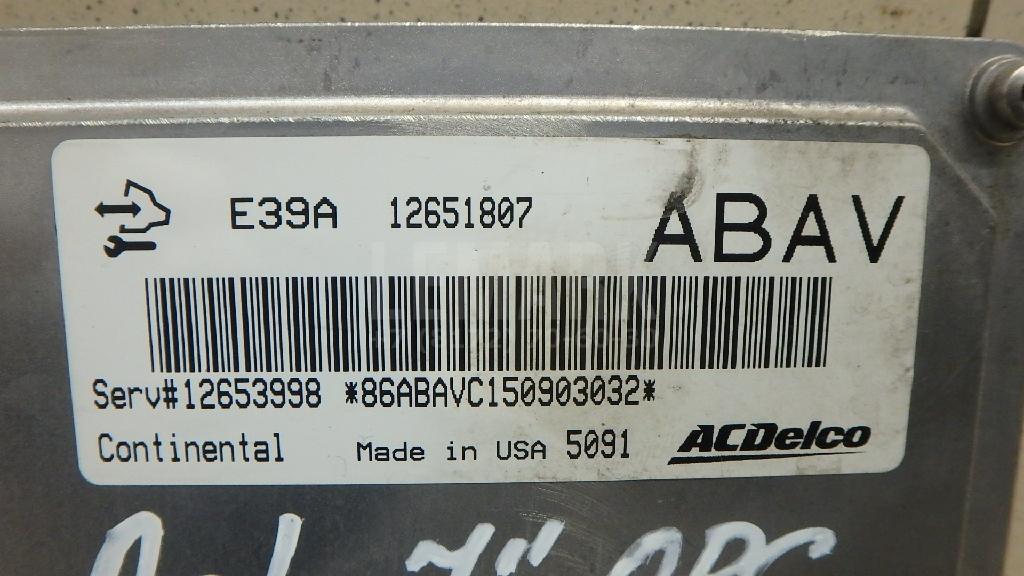 E39A 12651807 ABAV
Serv#12653998 *86ABAVC150903032*
Continental Made in USA 5091 ACDelco